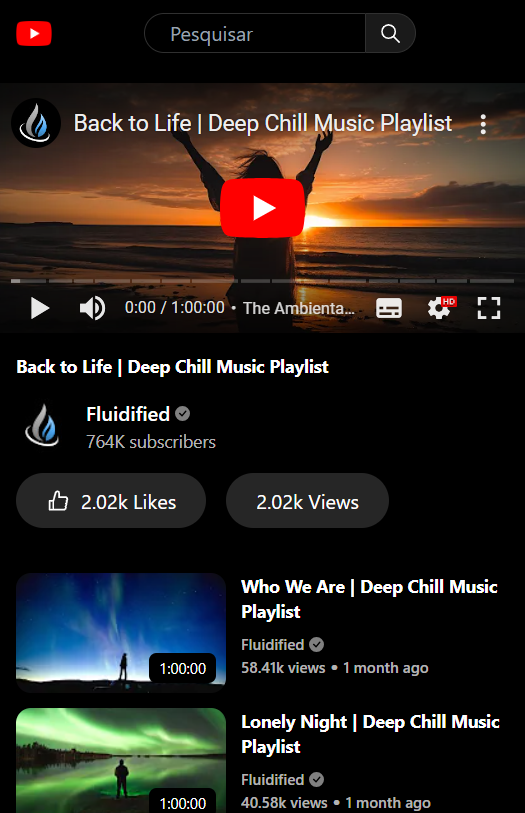 Pesquisar
Back to Life | Deep Chill Music Playlist
0:00 / 1:00:00 • The Ambienta...
HD
Back to Life | Deep Chill Music Playlist
Fluidified
764K subscribers
2.02k Likes
2.02k Views
Who We Are | Deep Chill Music
Playlist
Fluidified
58.41k views • 1 month ago
1:00:00
Lonely Night | Deep Chill Music
Playlist
Fluidified
40.58k views • 1 month ago
1:00:00